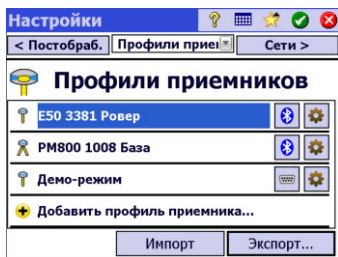 Настройки
< Постобраб. Профили приег Сети >
Профили приемников
E50 3381 Ровер
PM800 1008 База
Демо-режим
Добавить профиль приемника...
Импорт Экспорт...